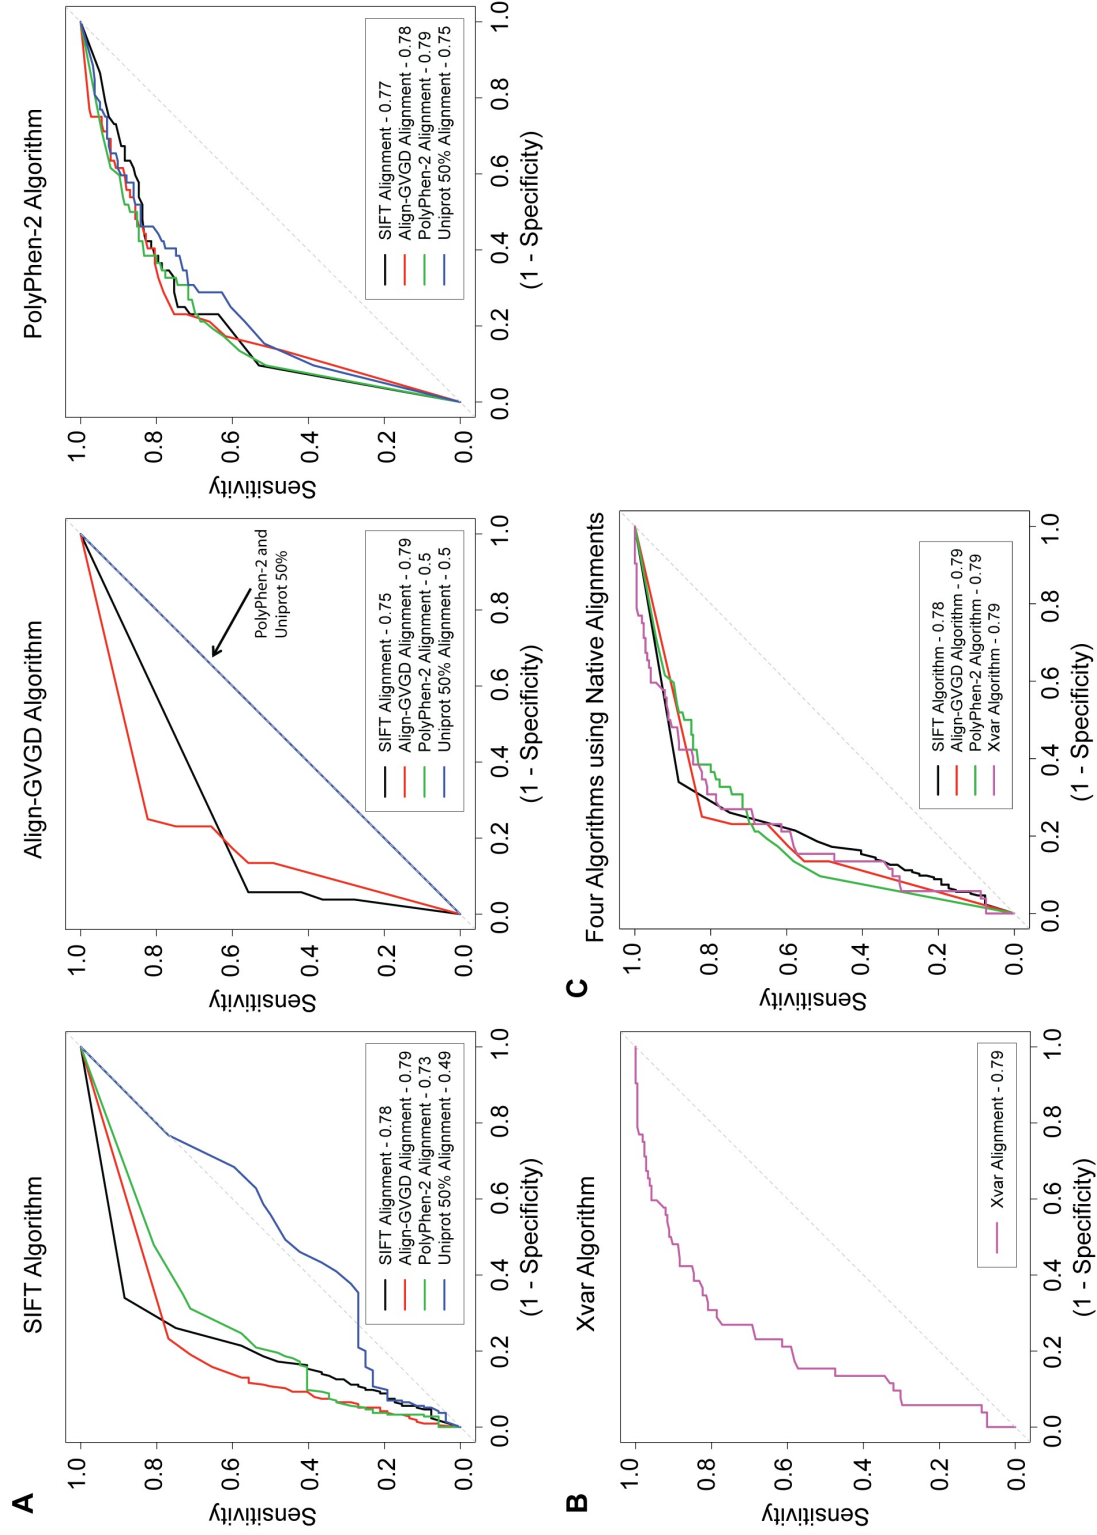 A
SIFT Algorithm
Sensitivity
1.0
0.8
0.6
0.4
0.2
0.0
0.0
0.2
0.4
0.6
0.8
1.0
(1 - Specificity)
SIFT Alignment - 0.78
Align-GVGD Alignment - 0.79
PolyPhen-2 Alignment - 0.73
Uniprot 50% Alignment - 0.49
Align-GVGD Algorithm
Sensitivity
1.0
0.8
0.6
0.4
0.2
0.0
0.0
0.2
0.4
0.6
0.8
1.0
(1 - Specificity)
PolyPhen-2 and
Uniprot 50%
SIFT Alignment - 0.75
Align-GVGD Alignment - 0.79
PolyPhen-2 Alignment - 0.5
Uniprot 50% Alignment - 0.5
PolyPhen-2 Algorithm
Sensitivity
1.0
0.8
0.6
0.4
0.2
0.0
0.0
0.2
0.4
0.6
0.8
1.0
(1 - Specificity)
SIFT Alignment - 0.77
Align-GVGD Alignment - 0.78
PolyPhen-2 Alignment - 0.79
Uniprot 50% Alignment - 0.75
B
Xvar Algorithm
Sensitivity
1.0
0.8
0.6
0.4
0.2
0.0
0.0
0.2
0.4
0.6
0.8
1.0
(1 - Specificity)
Xvar Alignment - 0.79
C
Four Algorithms using Native Alignments
Sensitivity
1.0
0.8
0.6
0.4
0.2
0.0
0.0
0.2
0.4
0.6
0.8
1.0
(1 - Specificity)
SIFT Algorithm - 0.78
Align-GVGD Algorithm - 0.79
PolyPhen-2 Algorithm - 0.79
Xvar Algorithm - 0.79